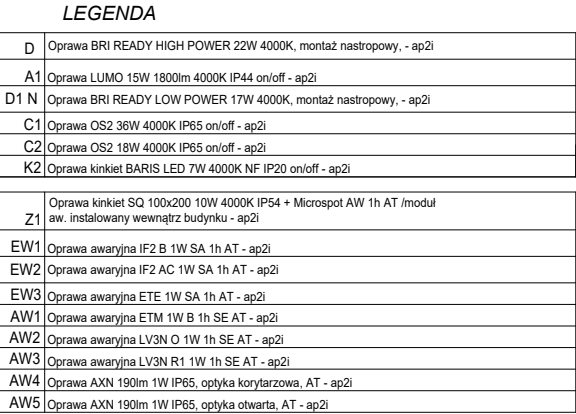 LEGENDA
D Oprawa BRI READY HIGH POWER 22W 4000K, montaż nastropowy, - ap2i
A1 Oprawa LUMO 15W 1800lm 4000K IP44 on/off - ap2i
D1 N Oprawa BRI READY LOW POWER 17W 4000K, montaż nastropowy, - ap2i
C1 Oprawa OS2 36W 4000K IP65 on/off - ap2i
C2 Oprawa OS2 18W 4000K IP65 on/off - ap2i
K2 Oprawa kinkiet BARIS LED 7W 4000K NF IP20 on/off - ap2i
Oprawa kinkiet SQ 100x200 10W 4000K IP54 + Microspot AW 1h AT /moduł
Z1 aw. instalowany wewnątrz budynku - ap2i
EW1 Oprawa awaryjna IF2 B 1W SA 1h AT - ap2i
EW2 Oprawa awaryjna IF2 AC 1W SA 1h AT - ap2i
EW3 Oprawa awaryjna ETE 1W SA 1h AT - ap2i
AW1 Oprawa awaryjna ETM 1W B 1h SE AT - ap2i
AW2 Oprawa awaryjna LV3N O 1W 1h SE AT - ap2i
AW3 Oprawa awaryjna LV3N R1 1W 1h SE AT - ap2i
AW4 Oprawa AXN 190lm 1W IP65, optyka korytarzowa, AT - ap2i
AW5 Oprawa AXN 190lm 1W IP65, optyka otwarta, AT - ap2i